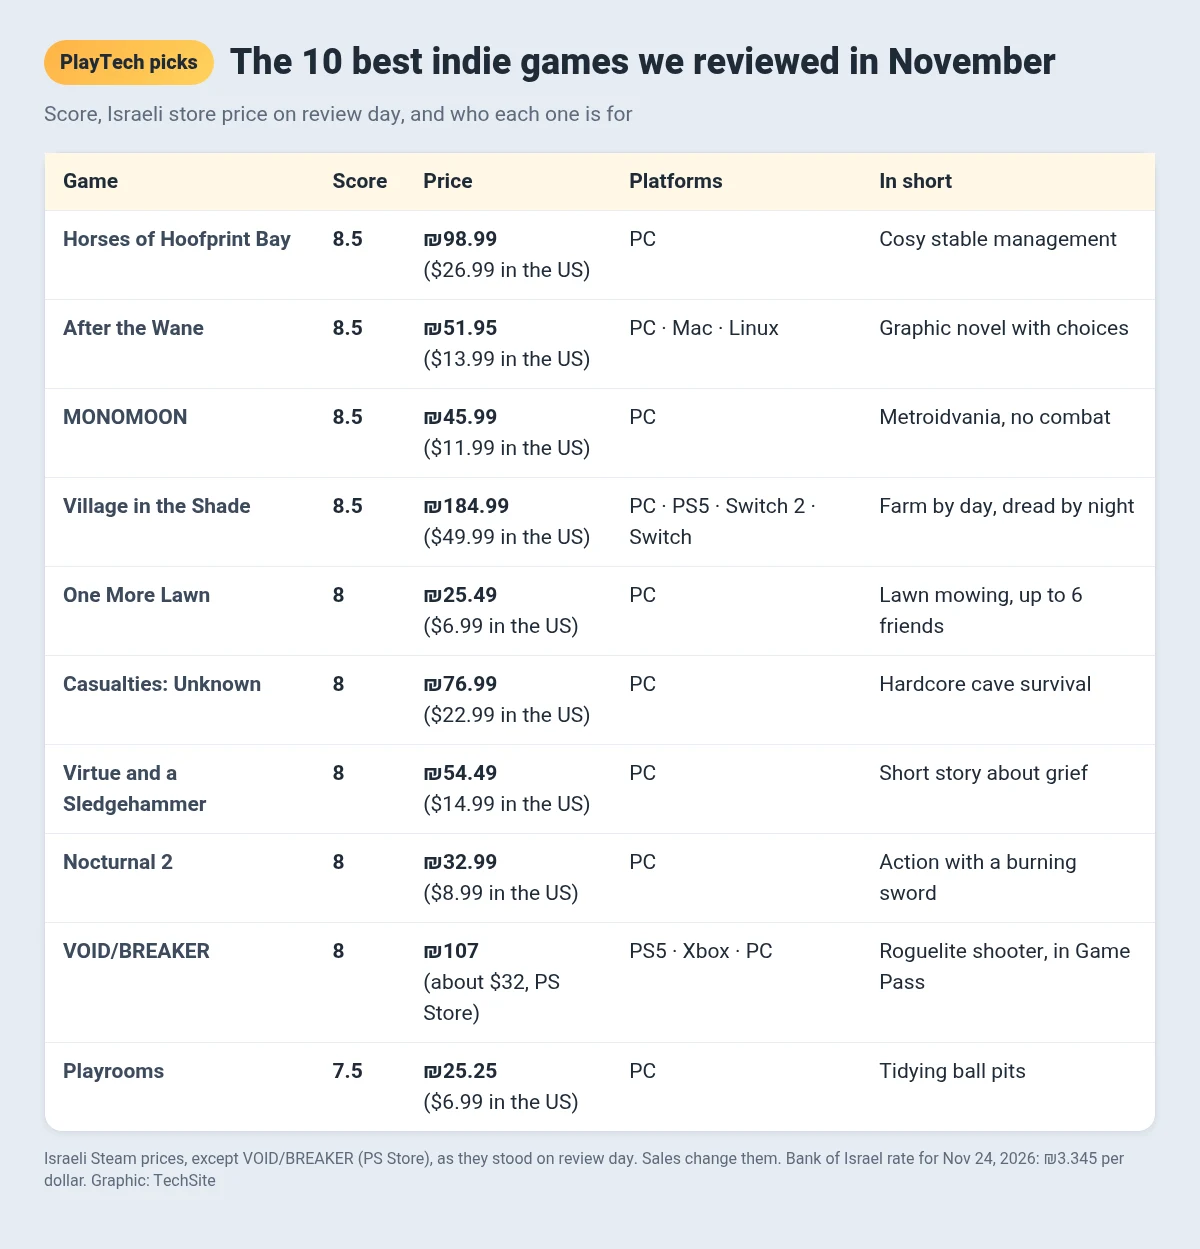 PlayTech picks
The 10 best indie games we reviewed in November
Score, Israeli store price on review day, and who each one is for
Game Score Price Platforms In short
Horses of Hoofprint Bay 8.5 ₪98.99 PC Cosy stable management
($26.99 in the US)
After the Wane 8.5 ₪51.95 PC · Mac · Linux Graphic novel with choices
($13.99 in the US)
MONOMOON 8.5 ₪45.99 PC Metroidvania, no combat
($11.99 in the US)
Village in the Shade 8.5 ₪184.99 PC · PS5 · Switch 2 · Farm by day, dread by night
($49.99 in the US) Switch
One More Lawn 8 ₪25.49 PC Lawn mowing, up to 6
($6.99 in the US) friends
Casualties: Unknown 8 ₪76.99 PC Hardcore cave survival
($22.99 in the US)
Virtue and a 8 ₪54.49 PC Short story about grief
Sledgehammer ($14.99 in the US)
Nocturnal 2 8 ₪32.99 PC Action with a burning
($8.99 in the US) sword
VOID/BREAKER 8 ₪107 PS5 · Xbox · PC Roguelite shooter, in Game
(about $32, PS Pass
Store)
Playrooms 7.5 ₪25.25 PC Tidying ball pits
($6.99 in the US)
Israeli Steam prices, except VOID/BREAKER (PS Store), as they stood on review day. Sales change them. Bank of Israel rate for Nov 24, 2026: ₪3.345 per
dollar. Graphic: TechSite